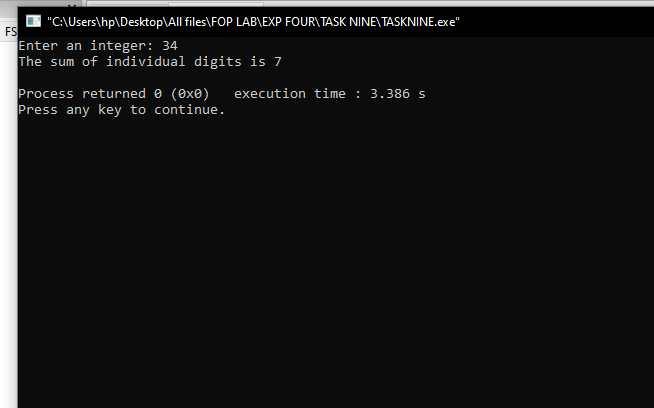 "C:\Users\hp\Desktop\All files\FOP LAB\EXP FOUR\TASK NINE\TASKNINE.exe"
FS
Enter an integer: 34
The sum of individual digits is 7
Process returned 0 (0x0)   execution time : 3.386 s
Press any key to continue.